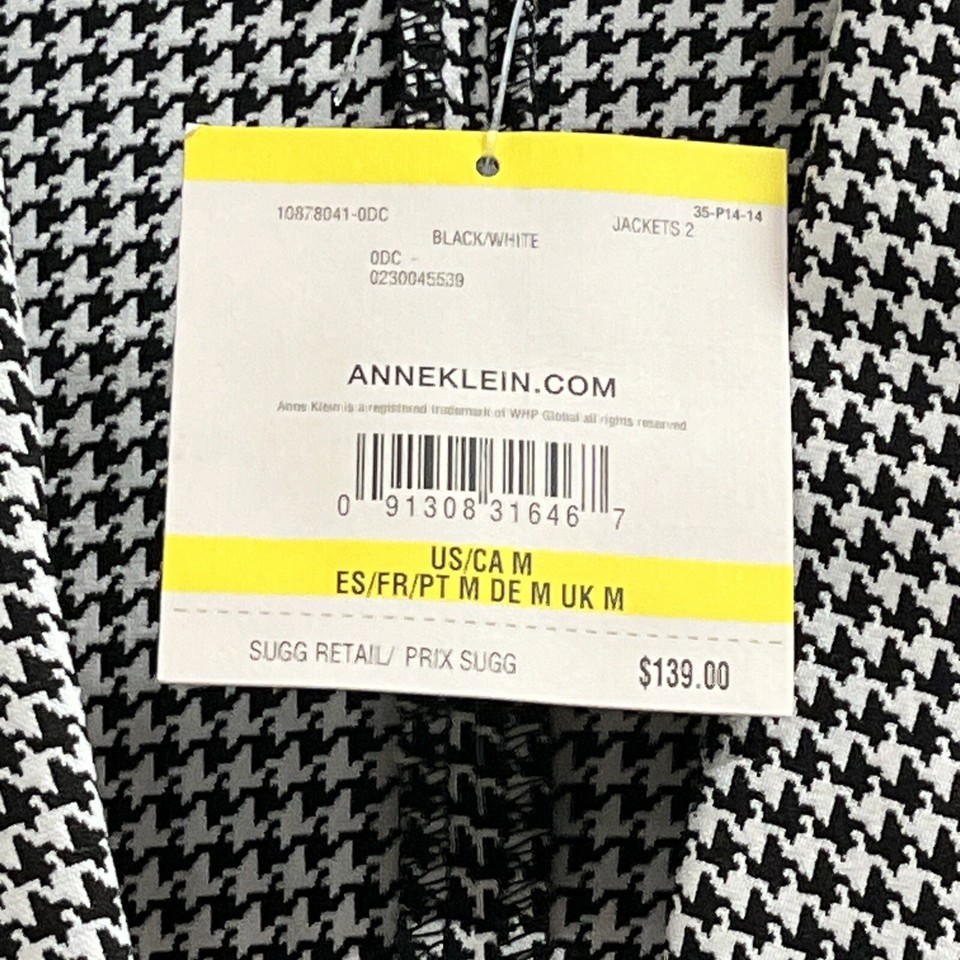 35-P14-14
10878041-0DC JACKETS 2
BLACK/WHITE
0DC -
0230045539
ANNEKLEIN.COM
Anne Klein is a registered trademark of WHP Global all rights reserved
0 91308 31646 7
US/CA M
ES/FR/PT M DE M UK M
SUGG RETAIL/ PRIX SUGG $139.00